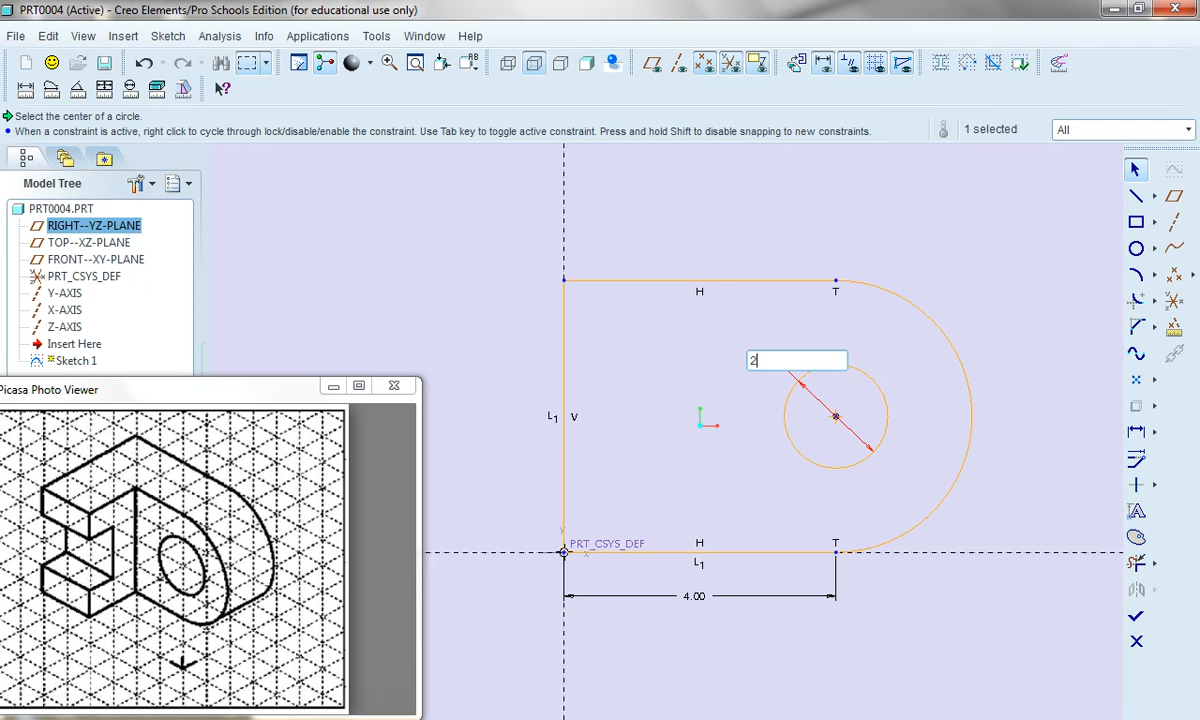 PRT0004 (Active) - Creo Elements/Pro Schools Edition (for educational use only)
File Edit View Insert Sketch Analysis Info Applications Tools Window Help
Select the center of a circle.
When a constraint is active, right click to cycle through lock/disable/enable the constraint. Use Tab key to toggle active constraint. Press and hold Shift to disable snapping to new constraints.
1 selected
All
Model Tree
PRT0004.PRT
RIGHT--YZ-PLANE
TOP--XZ-PLANE
FRONT--XY-PLANE
PRT_CSYS_DEF
Y-AXIS
X-AXIS
Z-AXIS
Insert Here
Sketch 1
Picasa Photo Viewer
H
T
2
L1
V
PRT_CSYS_DEF
H
T
L1
4.00